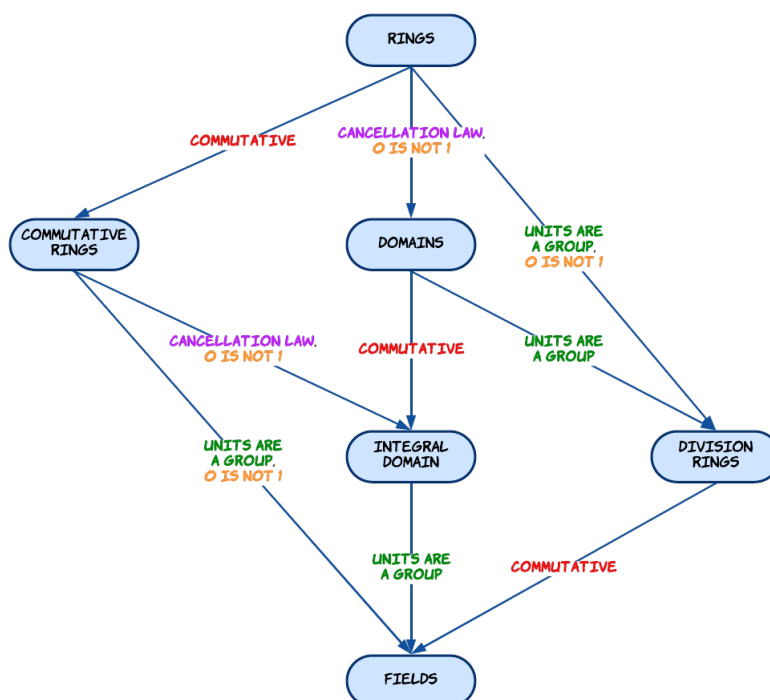 RINGS
COMMUTATIVE
CANCELLATION LAW.
0 IS NOT 1
UNITS ARE
A GROUP.
0 IS NOT 1
COMMUTATIVE
RINGS
DOMAINS
CANCELLATION LAW.
0 IS NOT 1
COMMUTATIVE
UNITS ARE
A GROUP
UNITS ARE
A GROUP.
0 IS NOT 1
INTEGRAL
DOMAIN
DIVISION
RINGS
UNITS ARE
A GROUP
COMMUTATIVE
FIELDS